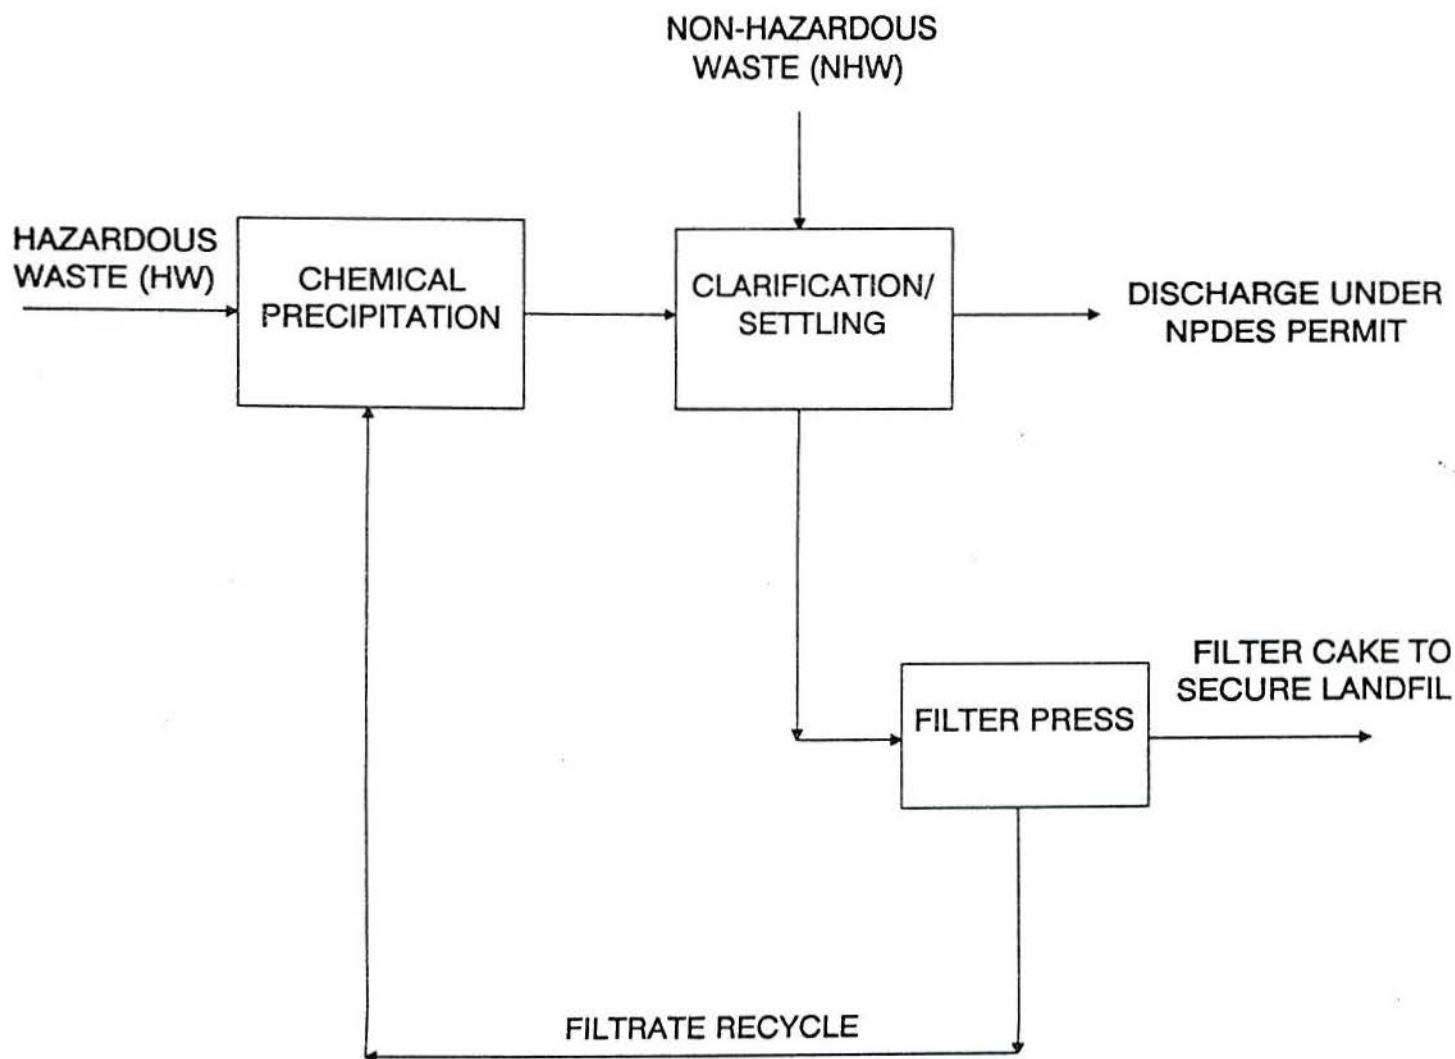 NON-HAZARDOUS
WASTE (NHW)
HAZARDOUS
WASTE (HW)
CHEMICAL
PRECIPITATION
CLARIFICATION/
SETTLING
DISCHARGE UNDER
NPDES PERMIT
FILTER CAKE TO
SECURE LANDFIL
FILTER PRESS
FILTRATE RECYCLE